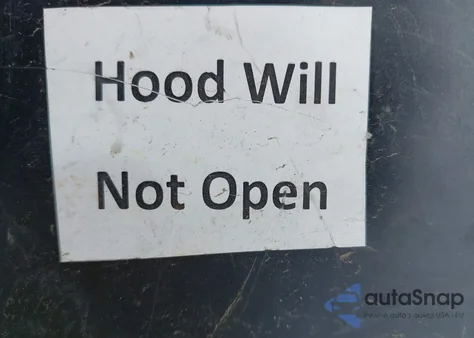 Hood Will
Not Open
autaSnap